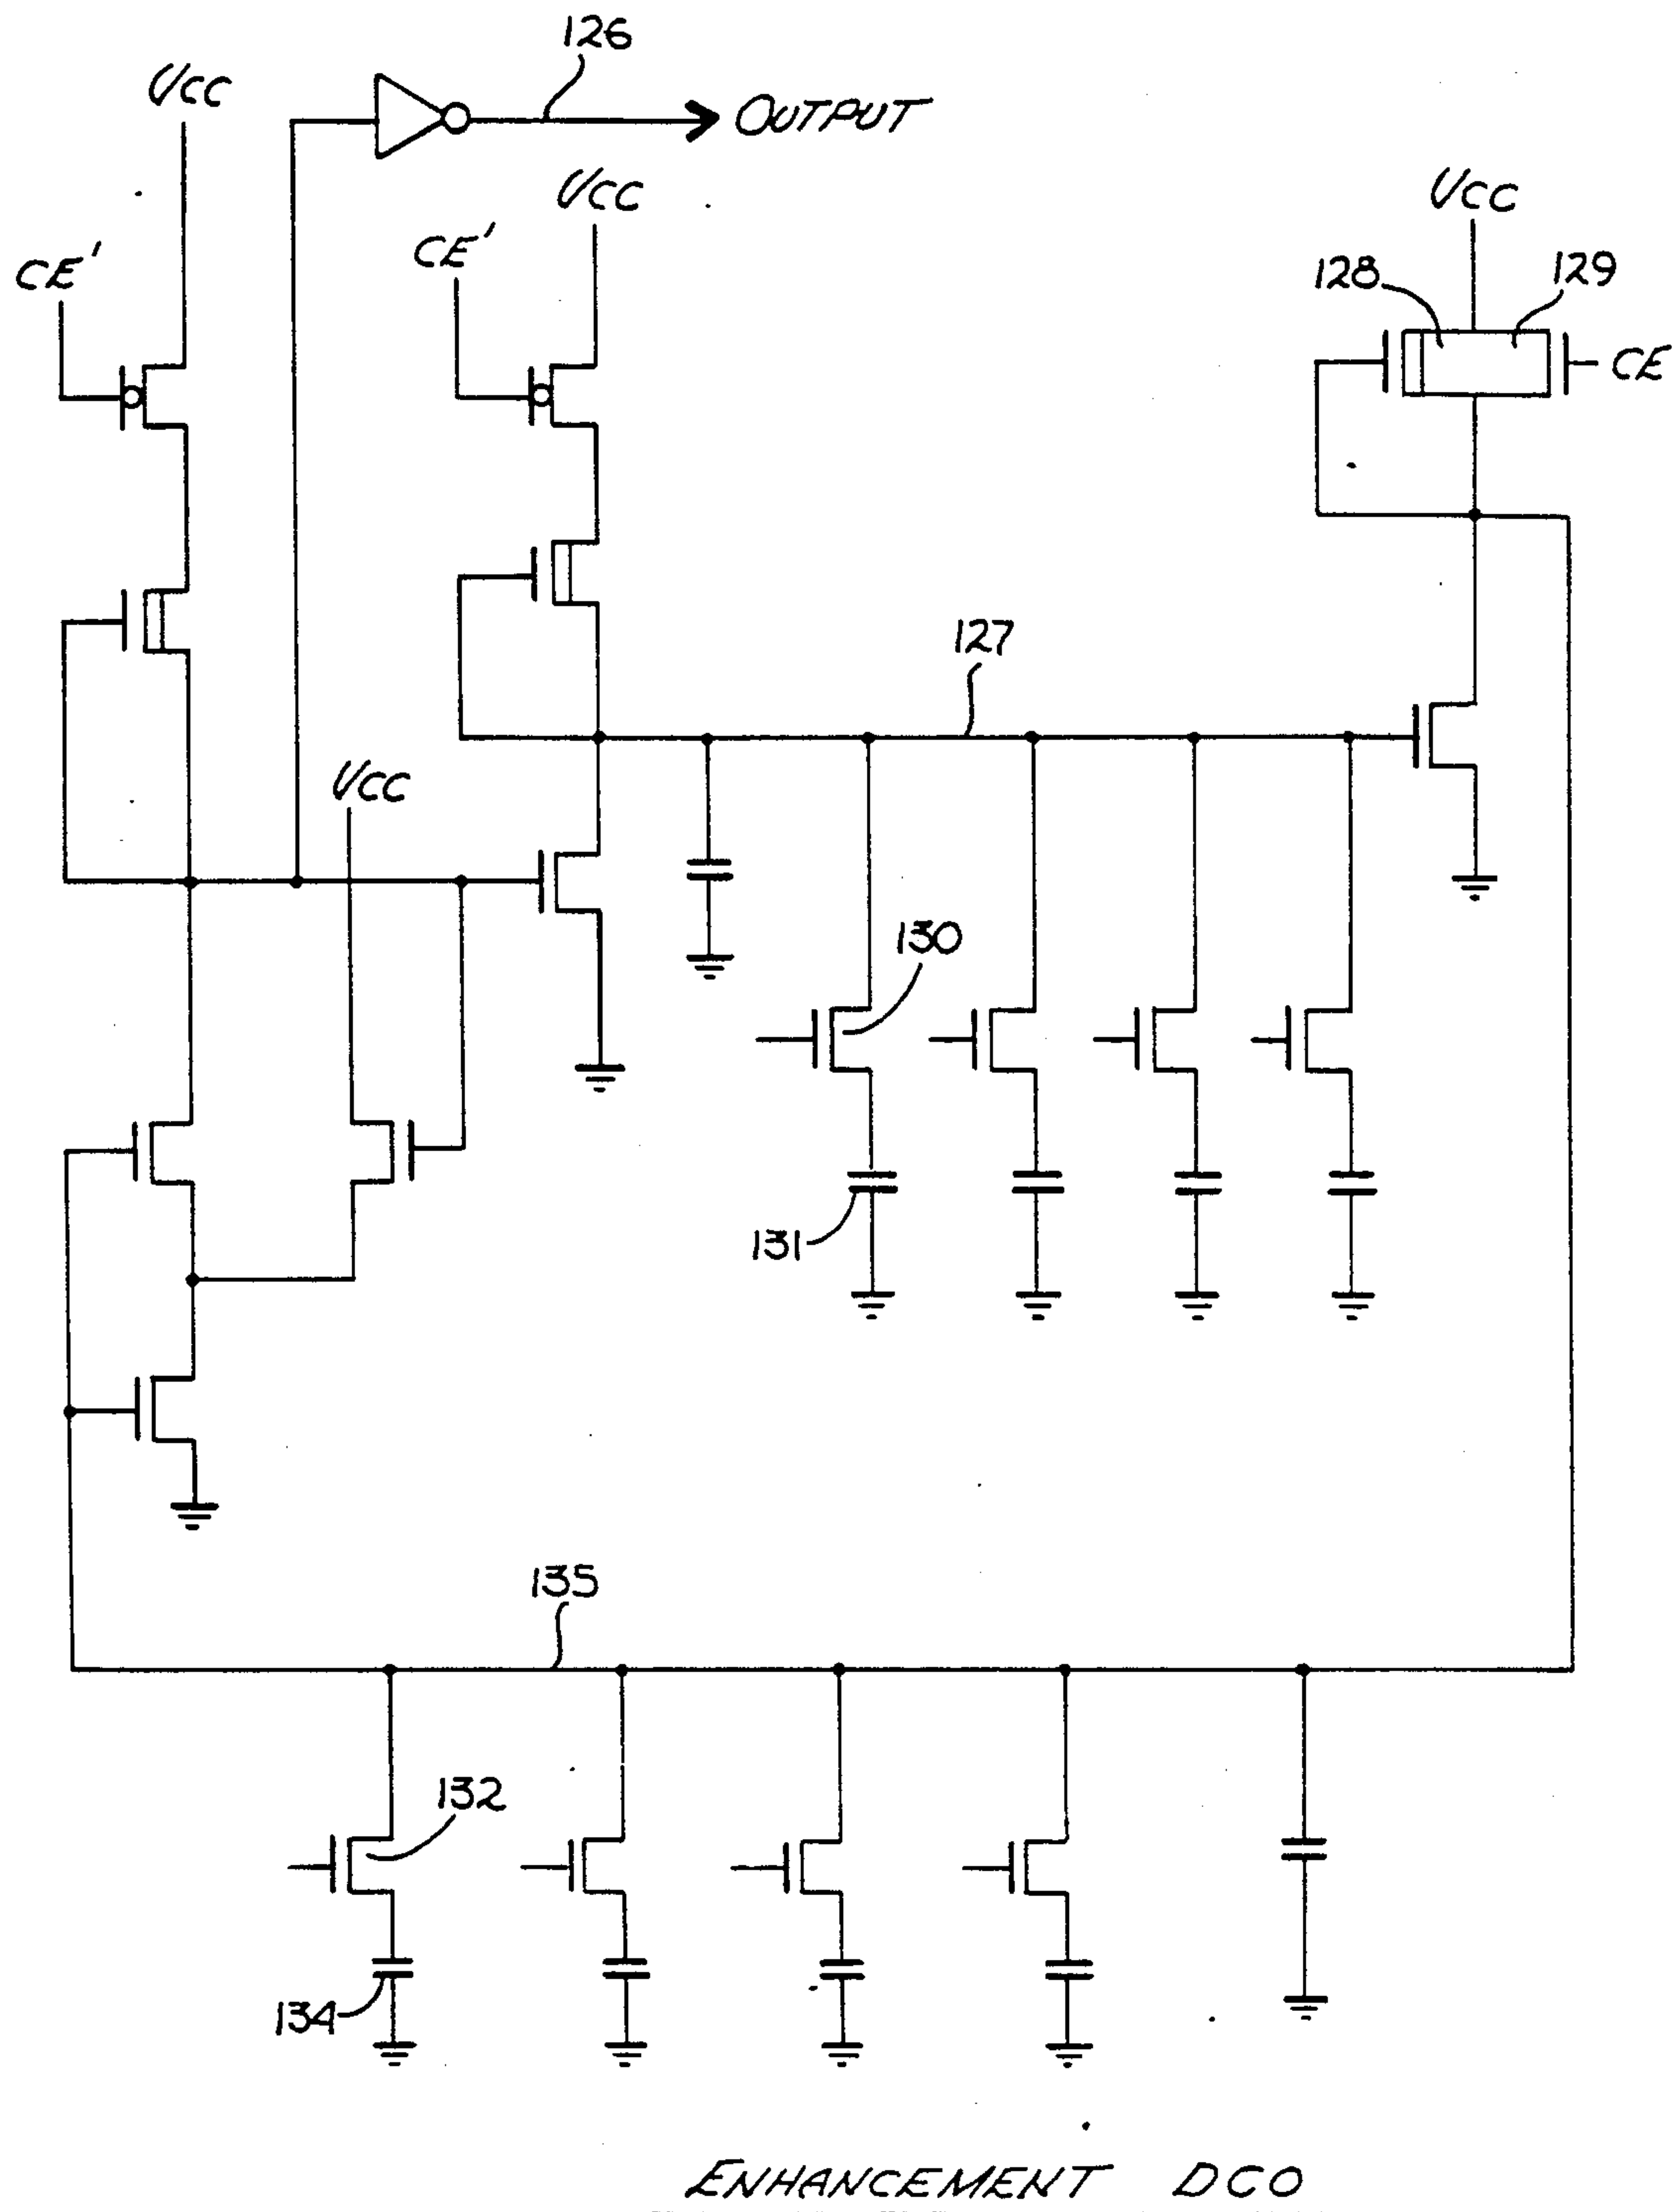 126
VCC
OUTPUT
VCC
VCC
CE'
CE'
128
129
CE
127
VCC
130
131
135
132
134
ENHANCEMENT DCO